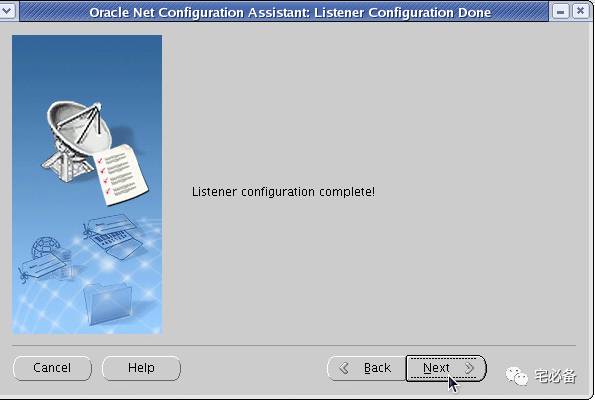 Oracle Net Configuration Assistant: Listener Configuration Done
Listener configuration complete!
Cancel
Help
Back
Next
宅必备